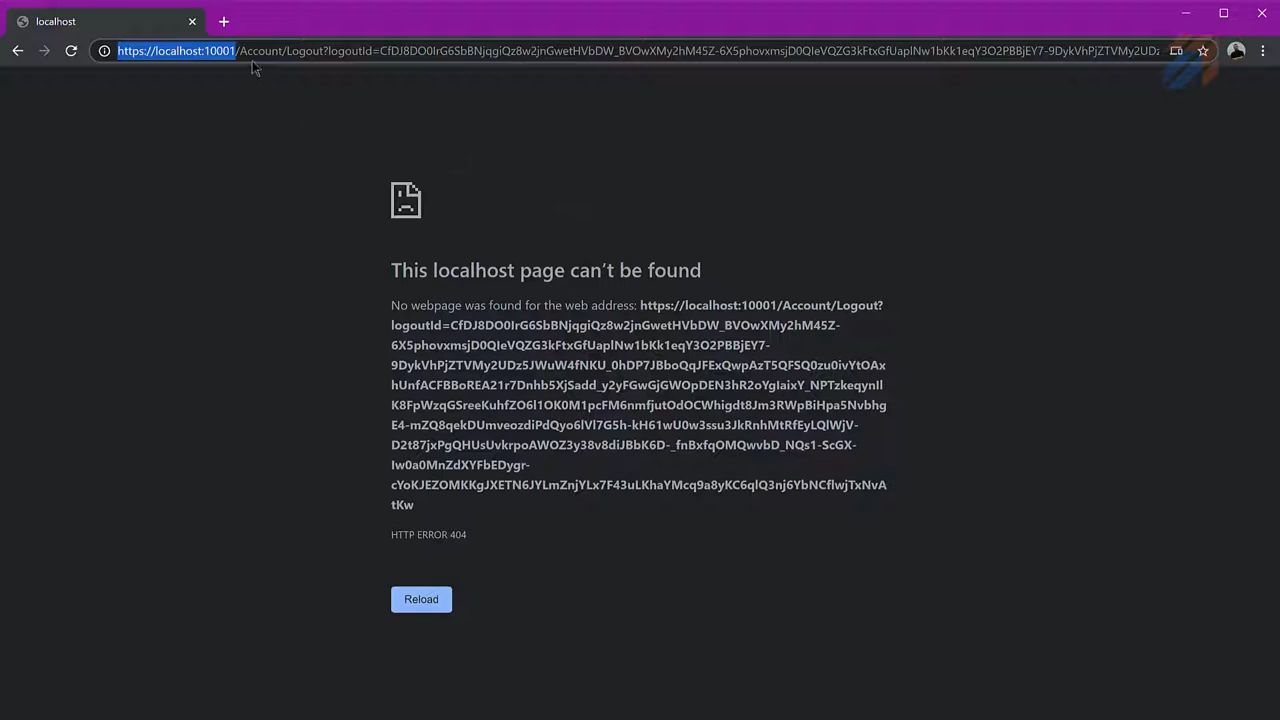 localhost
https://localhost:10001/Account/Logout?logoutId=CfDJ8DO0IrG6SbBNjqgiQz8w2jnGwetHVbDW_BVOwXMy2hM45Z-6X5phovxmsjD0QIeVQZG3kFtxGfUaplNw1bKk1eqY3O2PBBjEY7-9DykVhPjZTVMy2UDz
This localhost page can't be found
No webpage was found for the web address: https://localhost:10001/Account/Logout?
logoutId=CfDJ8DO0IrG6SbBNjqgiQz8w2jnGwetHVbDW_BVOwXMy2hM45Z-
6X5phovxmsjD0QIeVQZG3kFtxGfUaplNw1bKk1eqY3O2PBBjEY7-
9DykVhPjZTVMy2UDz5JWuW4fNKU_0hDP7JBboQqJFExQwpAzT5QFSQ0zu0ivYtOAx
hUnfACFBBoREA21r7Dnhb5XjSadd_y2yFGwGjGWOpDEN3hR2oYgIaixY_NPTzkeqynIl
K8FpWzqGSreeKuhfZO6l1OK0M1pcFM6nmfjutOdOCWhigdt8Jm3RWpBiHpa5Nvbhg
E4-mZQ8qekDUmveozdiPdQyo6lVl7G5h-kH61wU0w3ssu3JkRnhMtRfEyLQlWjV-
D2t87jxPgQHUsUvkrpoAWOZ3y38v8diJBbK6D-_fnBxfqOMQwvbD_NQs1-ScGX-
Iw0a0MnZdXYFbEDygr-
cYoKJEZOMKKgJXETN6JYLmZnjYLx7F43uLKhaYMcq9a8yKC6qlQ3nj6YbNCflwjTxNvA
tKw
HTTP ERROR 404
Reload